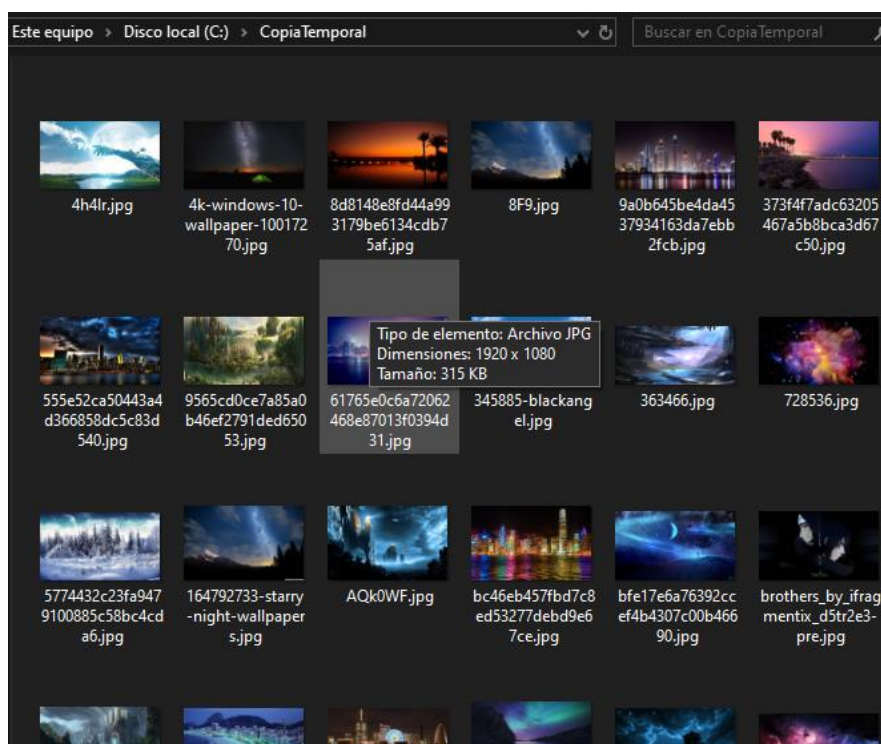 Este equipo > Disco local (C:) > CopiaTemporal
Buscar en CopiaTemporal
4h4lr.jpg
4k-windows-10-
wallpaper-100172
70.jpg
8d8148e8fd44a99
3179be6134cdb7
5af.jpg
8F9.jpg
9a0b645be4da45
37934163da7ebb
2fcb.jpg
373f4f7adc63205
467a5b8bca3d67
c50.jpg
Tipo de elemento: Archivo JPG
Dimensiones: 1920 x 1080
Tamaño: 315 KB
555e52ca50443a4
d366858dc5c83d
540.jpg
9565cd0ce7a85a0
b46ef2791ded650
53.jpg
61765e0c6a72062
468e87013f0394d
31.jpg
345885-blackang
el.jpg
363466.jpg
728536.jpg
5774432c23fa947
9100885c58bc4cd
a6.jpg
164792733-starry
-night-wallpaper
s.jpg
AQk0WF.jpg
bc46eb457fbd7c8
ed53277debd9e6
7ce.jpg
bfe17e6a76392cc
ef4b4307c00b466
90.jpg
brothers_by_ifrag
mentix_d5tr2e3-
pre.jpg